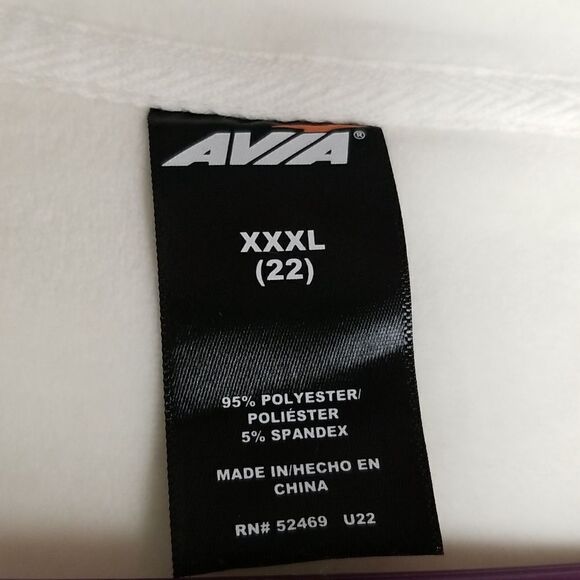 AVIA®
XXXL
(22)
95% POLYESTER/
POLIÉSTER
5% SPANDEX
MADE IN/HECHO EN
CHINA
RN# 52469 U22